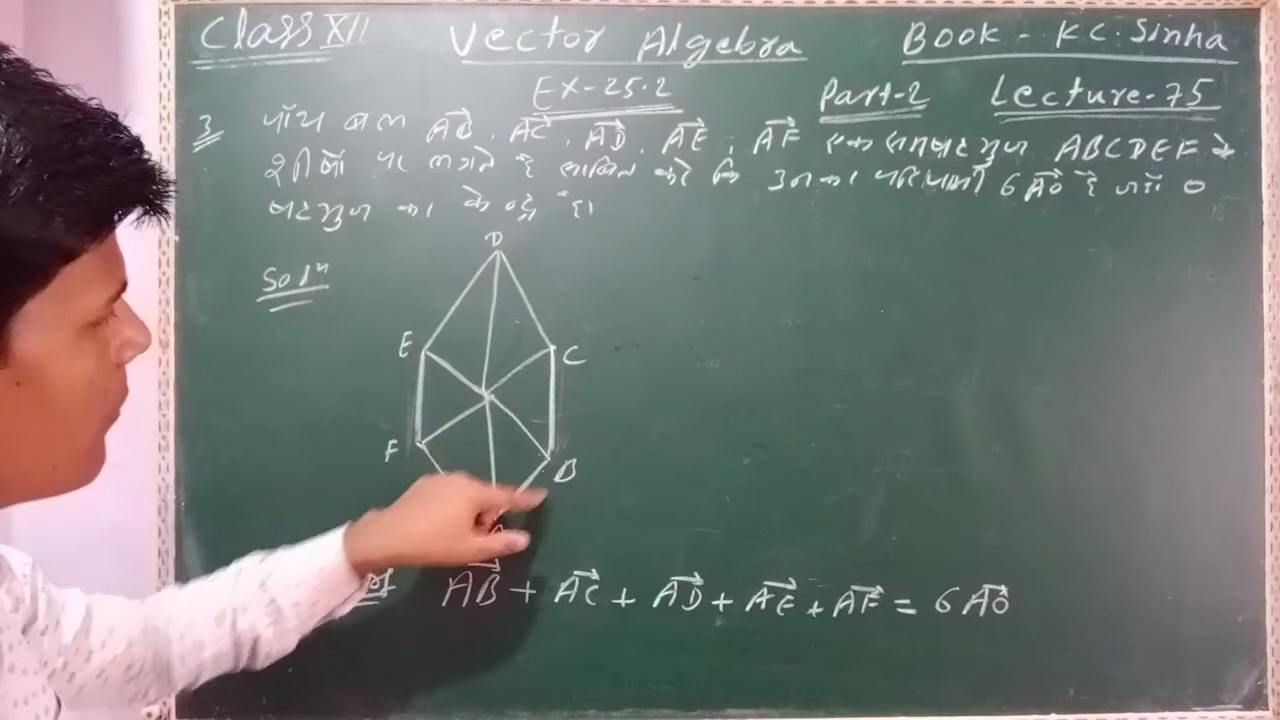 Class XII Vector Algebra Book - KC. Sinha
Ex-25.2 Part-2 Lecture-75
3 पाँच बल AB⃗, AC⃗, AD⃗, AE⃗, AF⃗ एक समषट्भुज ABCDEF के
शीर्षों पर लगते हैं साबित करें कि उनका परिणामी 6AO⃗ है जहाँ O
षट्भुज का केन्द्र है।
Solⁿ
D
E C
F B
AB⃗ + AC⃗ + AD⃗ + AE⃗ + AF⃗ = 6AO⃗